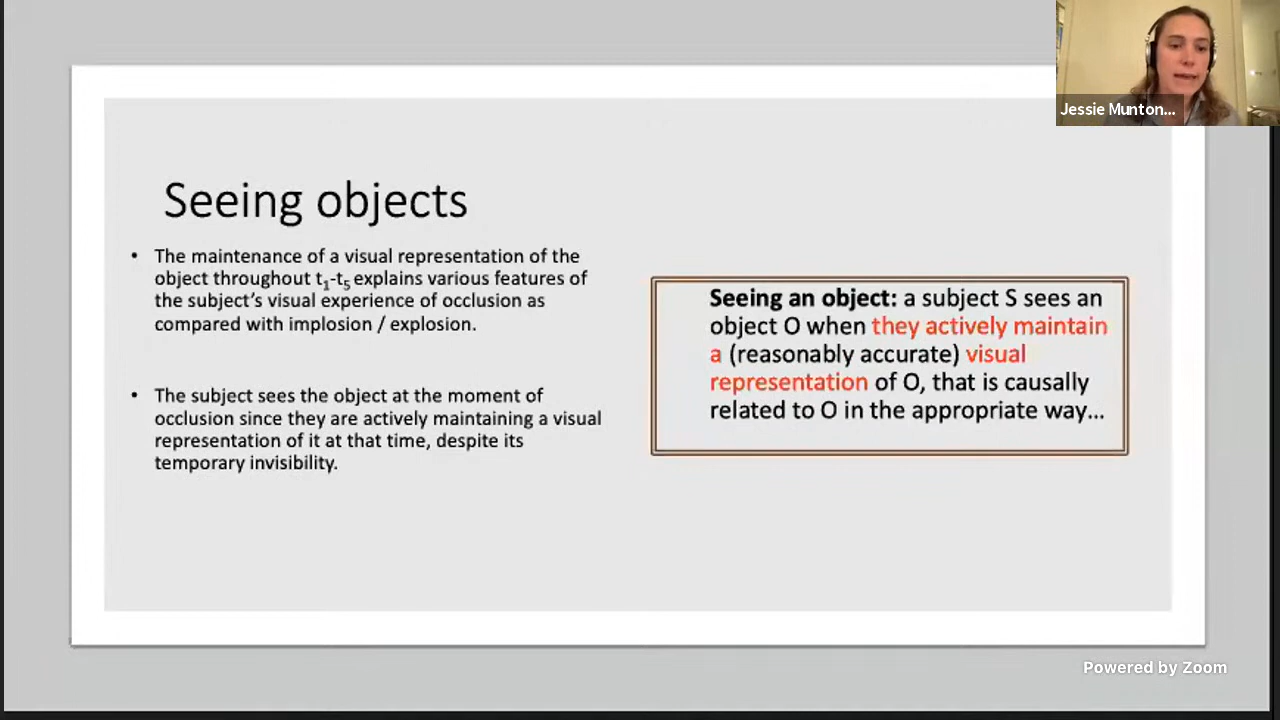 Jessie Munton...
Seeing objects
• The maintenance of a visual representation of the
object throughout t₁-t₅ explains various features of
the subject's visual experience of occlusion as
compared with implosion / explosion.
• The subject sees the object at the moment of
occlusion since they are actively maintaining a visual
representation of it at that time, despite its
temporary invisibility.
Seeing an object: a subject S sees an
object O when they actively maintain
a (reasonably accurate) visual
representation of O, that is causally
related to O in the appropriate way...
Powered by Zoom